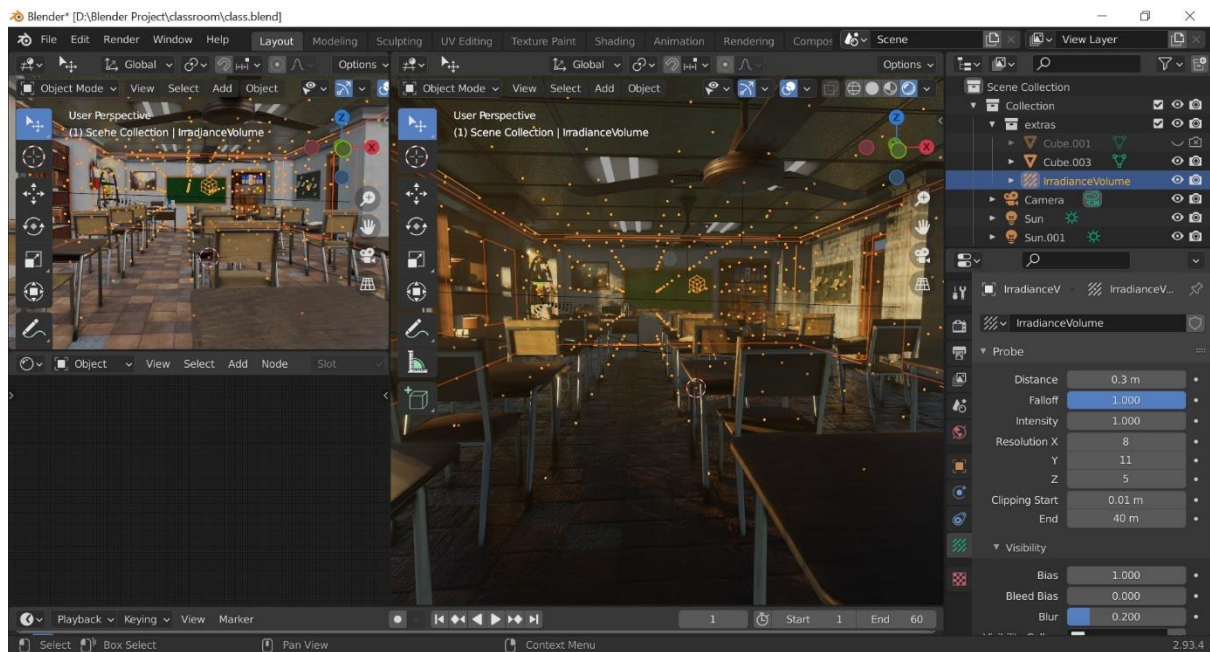 Blender* [D:\Blender Project\classroom\class.blend]
File Edit Render Window Help Layout Modeling Sculpting UV Editing Texture Paint Shading Animation Rendering Compos Scene View Layer
Global Options
Object Mode View Select Add Object
User Perspective
(1) Scene Collection | IrradianceVolume
Object View Select Add Node Slot
Global Options
Object Mode View Select Add Object
User Perspective
(1) Scene Collection | IrradianceVolume
Scene Collection
Collection
extras
Cube.001
Cube.003
IrradianceVolume
Camera
Sun
Sun.001
IrradianceV IrradianceV...
IrradianceVolume
Probe
Distance 0.3 m
Falloff 1.000
Intensity 1.000
Resolution X 8
Y 11
Z 5
Clipping Start 0.01 m
End 40 m
Visibility
Bias 1.000
Bleed Bias 0.000
Blur 0.200
Playback Keying View Marker 1 Start 1 End 60
Select Box Select Pan View Context Menu 2.93.4